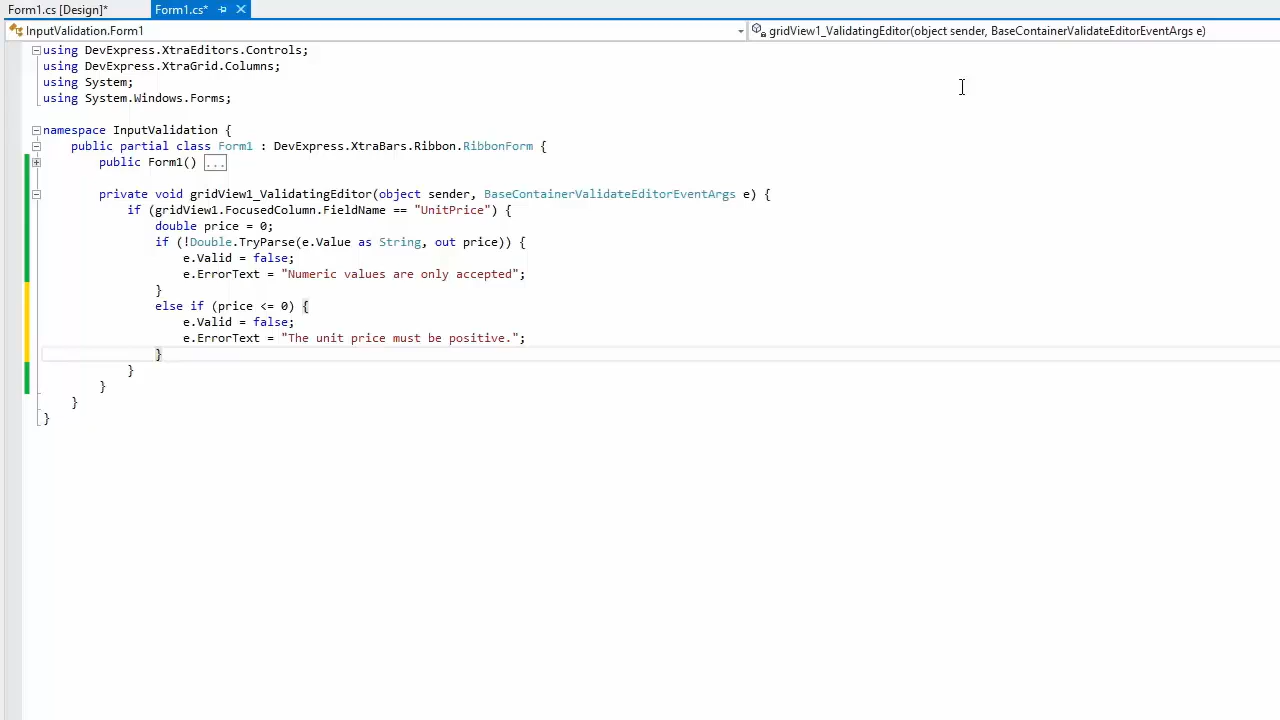 Form1.cs [Design]* Form1.cs*
InputValidation.Form1 gridView1_ValidatingEditor(object sender, BaseContainerValidateEditorEventArgs e)
using DevExpress.XtraEditors.Controls;
using DevExpress.XtraGrid.Columns;
using System;
using System.Windows.Forms;
namespace InputValidation {
public partial class Form1 : DevExpress.XtraBars.Ribbon.RibbonForm {
public Form1() ...
private void gridView1_ValidatingEditor(object sender, BaseContainerValidateEditorEventArgs e) {
if (gridView1.FocusedColumn.FieldName == "UnitPrice") {
double price = 0;
if (!Double.TryParse(e.Value as String, out price)) {
e.Valid = false;
e.ErrorText = "Numeric values are only accepted";
}
else if (price <= 0) {
e.Valid = false;
e.ErrorText = "The unit price must be positive.";
}
}
}
}
}